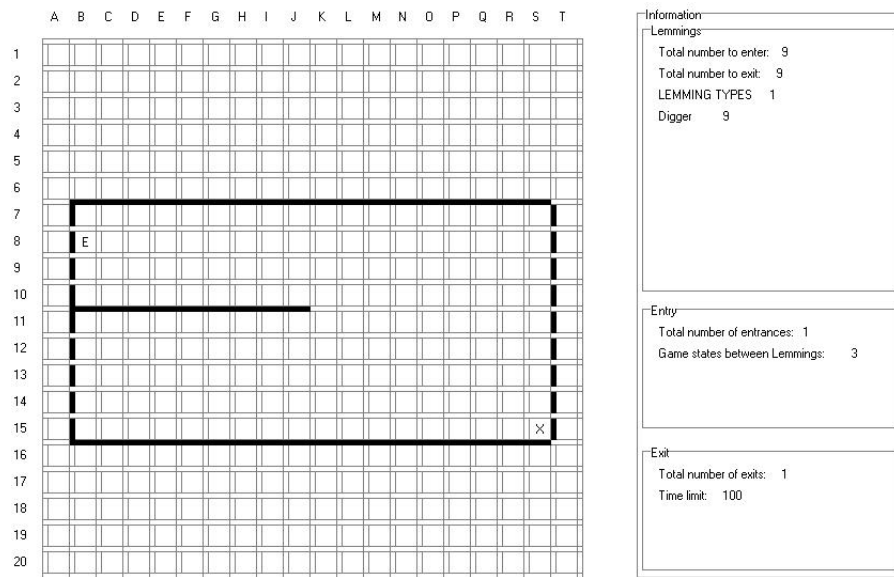 A B C D E F G H I J K L M N O P Q R S T
1
2
3
4
5
6
7
8 E
9
10
11
12
13
14
15 X
16
17
18
19
20
Information
Lemmings
Total number to enter: 9
Total number to exit: 9
LEMMING TYPES 1
Digger 9
Entry
Total number of entrances: 1
Game states between Lemmings: 3
Exit
Total number of exits: 1
Time limit: 100